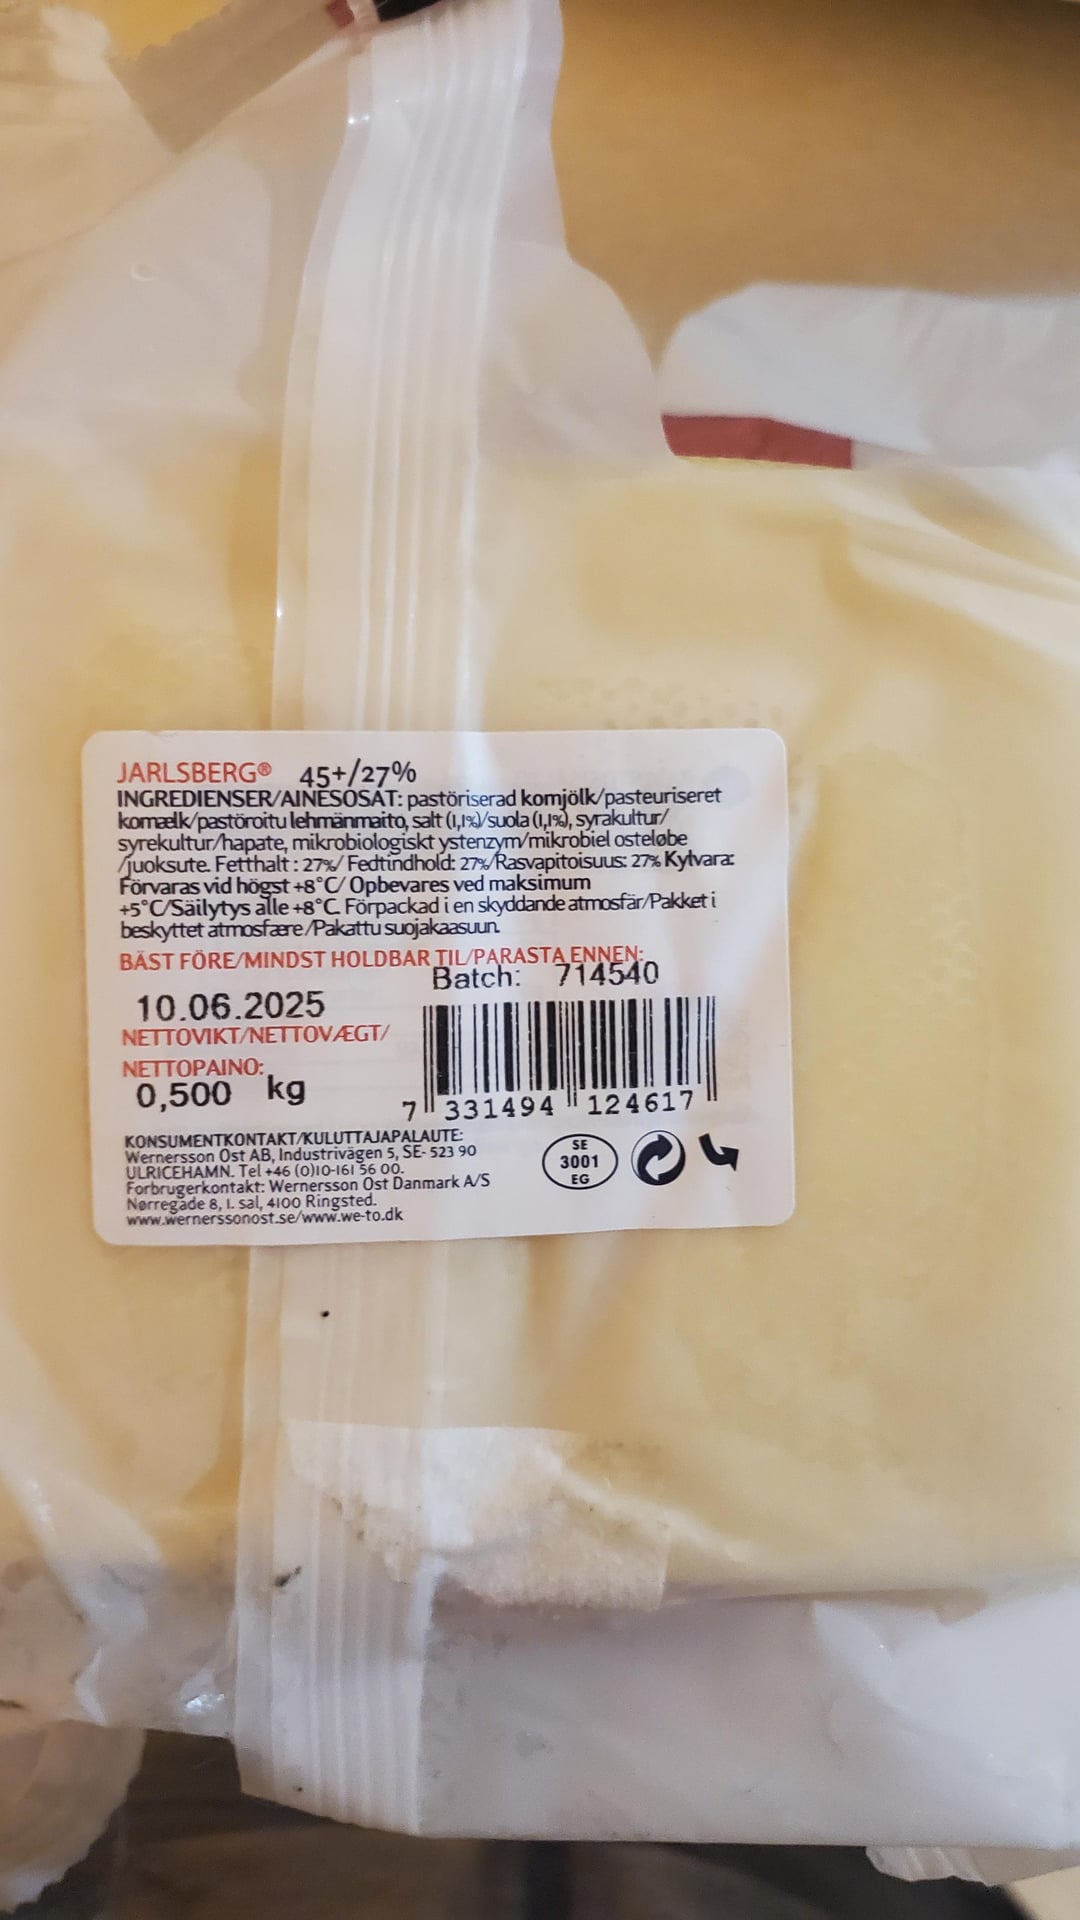 JARLSBERG® 45+/27%
INGREDIENSER/AINESOSAT: pastöriserad komjölk/pasteuriseret
komælk/pastöroitu lehmänmaito, salt (1,1%)/suola (1,1%), syrakultur/
syrekultur/hapate, mikrobiologiskt ystenzym/mikrobiel osteløbe
/juoksute. Fetthalt : 27%/ Fedtindhold: 27%/Rasvapitoisuus: 27% Kylvara:
Förvaras vid högst +8°C/ Opbevares ved maksimum
+5°C/Säilytys alle +8°C. Förpackad i en skyddande atmosfär/Pakket i
beskyttet atmosfære/Pakattu suojakaasuun.
BÄST FÖRE/MINDST HOLDBAR TIL/PARASTA ENNEN:
Batch: 714540
10.06.2025
NETTOVIKT/NETTOVÆGT/
NETTOPAINO:
0,500 kg
7 331494 124617
KONSUMENTKONTAKT/KULUTTAJAPALAUTE:
Wernersson Ost AB, Industrivägen 5, SE- 523 90
ULRICEHAMN. Tel +46 (0)10-161 56 00.
Forbrugerkontakt: Wernersson Ost Danmark A/S
Nørregade 8, 1. sal, 4100 Ringsted.
www.wernerssonost.se/www.we-to.dk
SE
3001
EG